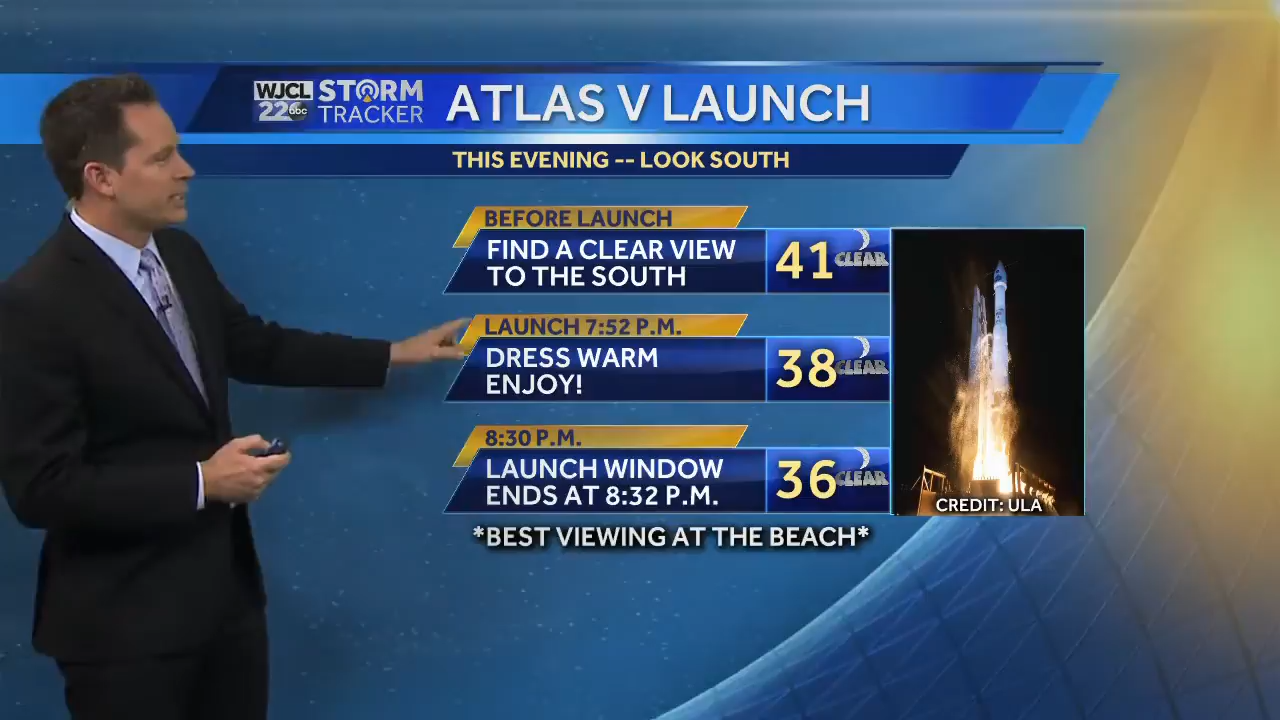 WJCL
22 abc
STORM
TRACKER
ATLAS V LAUNCH
THIS EVENING -- LOOK SOUTH
BEFORE LAUNCH
FIND A CLEAR VIEW
TO THE SOUTH
41
CLEAR
LAUNCH 7:52 P.M.
DRESS WARM
ENJOY!
38
CLEAR
8:30 P.M.
LAUNCH WINDOW
ENDS AT 8:32 P.M.
36
CLEAR
CREDIT: ULA
*BEST VIEWING AT THE BEACH*